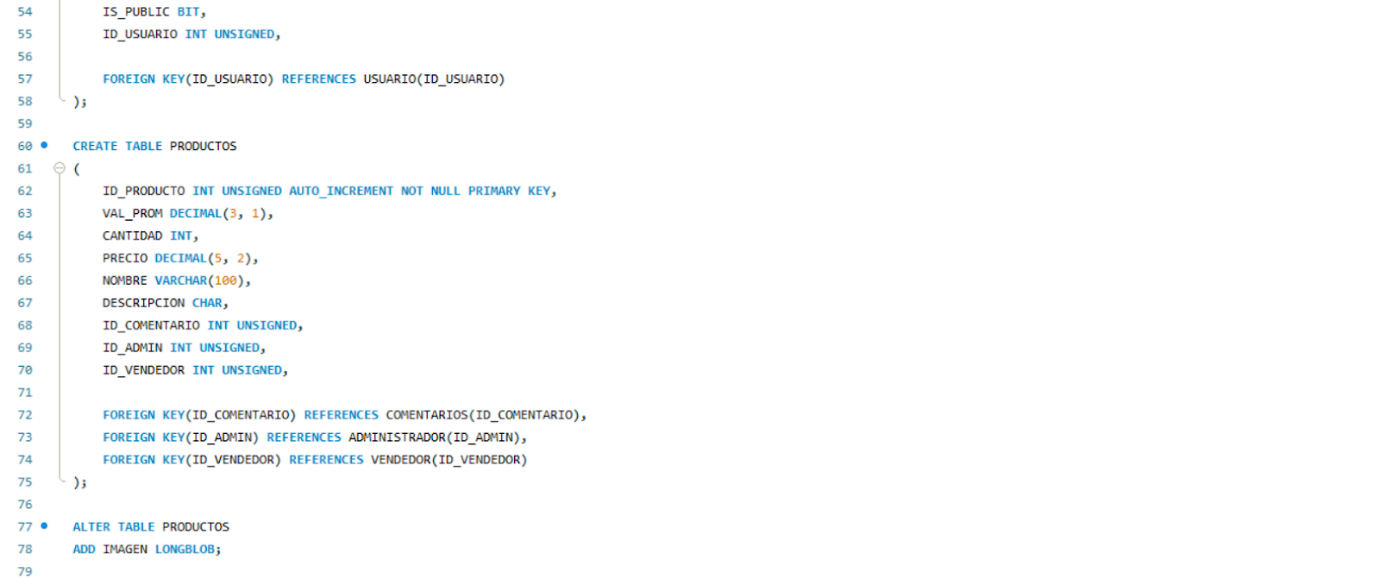 54 IS_PUBLIC BIT,
55 ID_USUARIO INT UNSIGNED,
56
57 FOREIGN KEY(ID_USUARIO) REFERENCES USUARIO(ID_USUARIO)
58 );
59
60 CREATE TABLE PRODUCTOS
61 (
62 ID_PRODUCTO INT UNSIGNED AUTO_INCREMENT NOT NULL PRIMARY KEY,
63 VAL_PROM DECIMAL(3, 1),
64 CANTIDAD INT,
65 PRECIO DECIMAL(5, 2),
66 NOMBRE VARCHAR(100),
67 DESCRIPCION CHAR,
68 ID_COMENTARIO INT UNSIGNED,
69 ID_ADMIN INT UNSIGNED,
70 ID_VENDEDOR INT UNSIGNED,
71
72 FOREIGN KEY(ID_COMENTARIO) REFERENCES COMENTARIOS(ID_COMENTARIO),
73 FOREIGN KEY(ID_ADMIN) REFERENCES ADMINISTRADOR(ID_ADMIN),
74 FOREIGN KEY(ID_VENDEDOR) REFERENCES VENDEDOR(ID_VENDEDOR)
75 );
76
77 ALTER TABLE PRODUCTOS
78 ADD IMAGEN LONGBLOB;
79